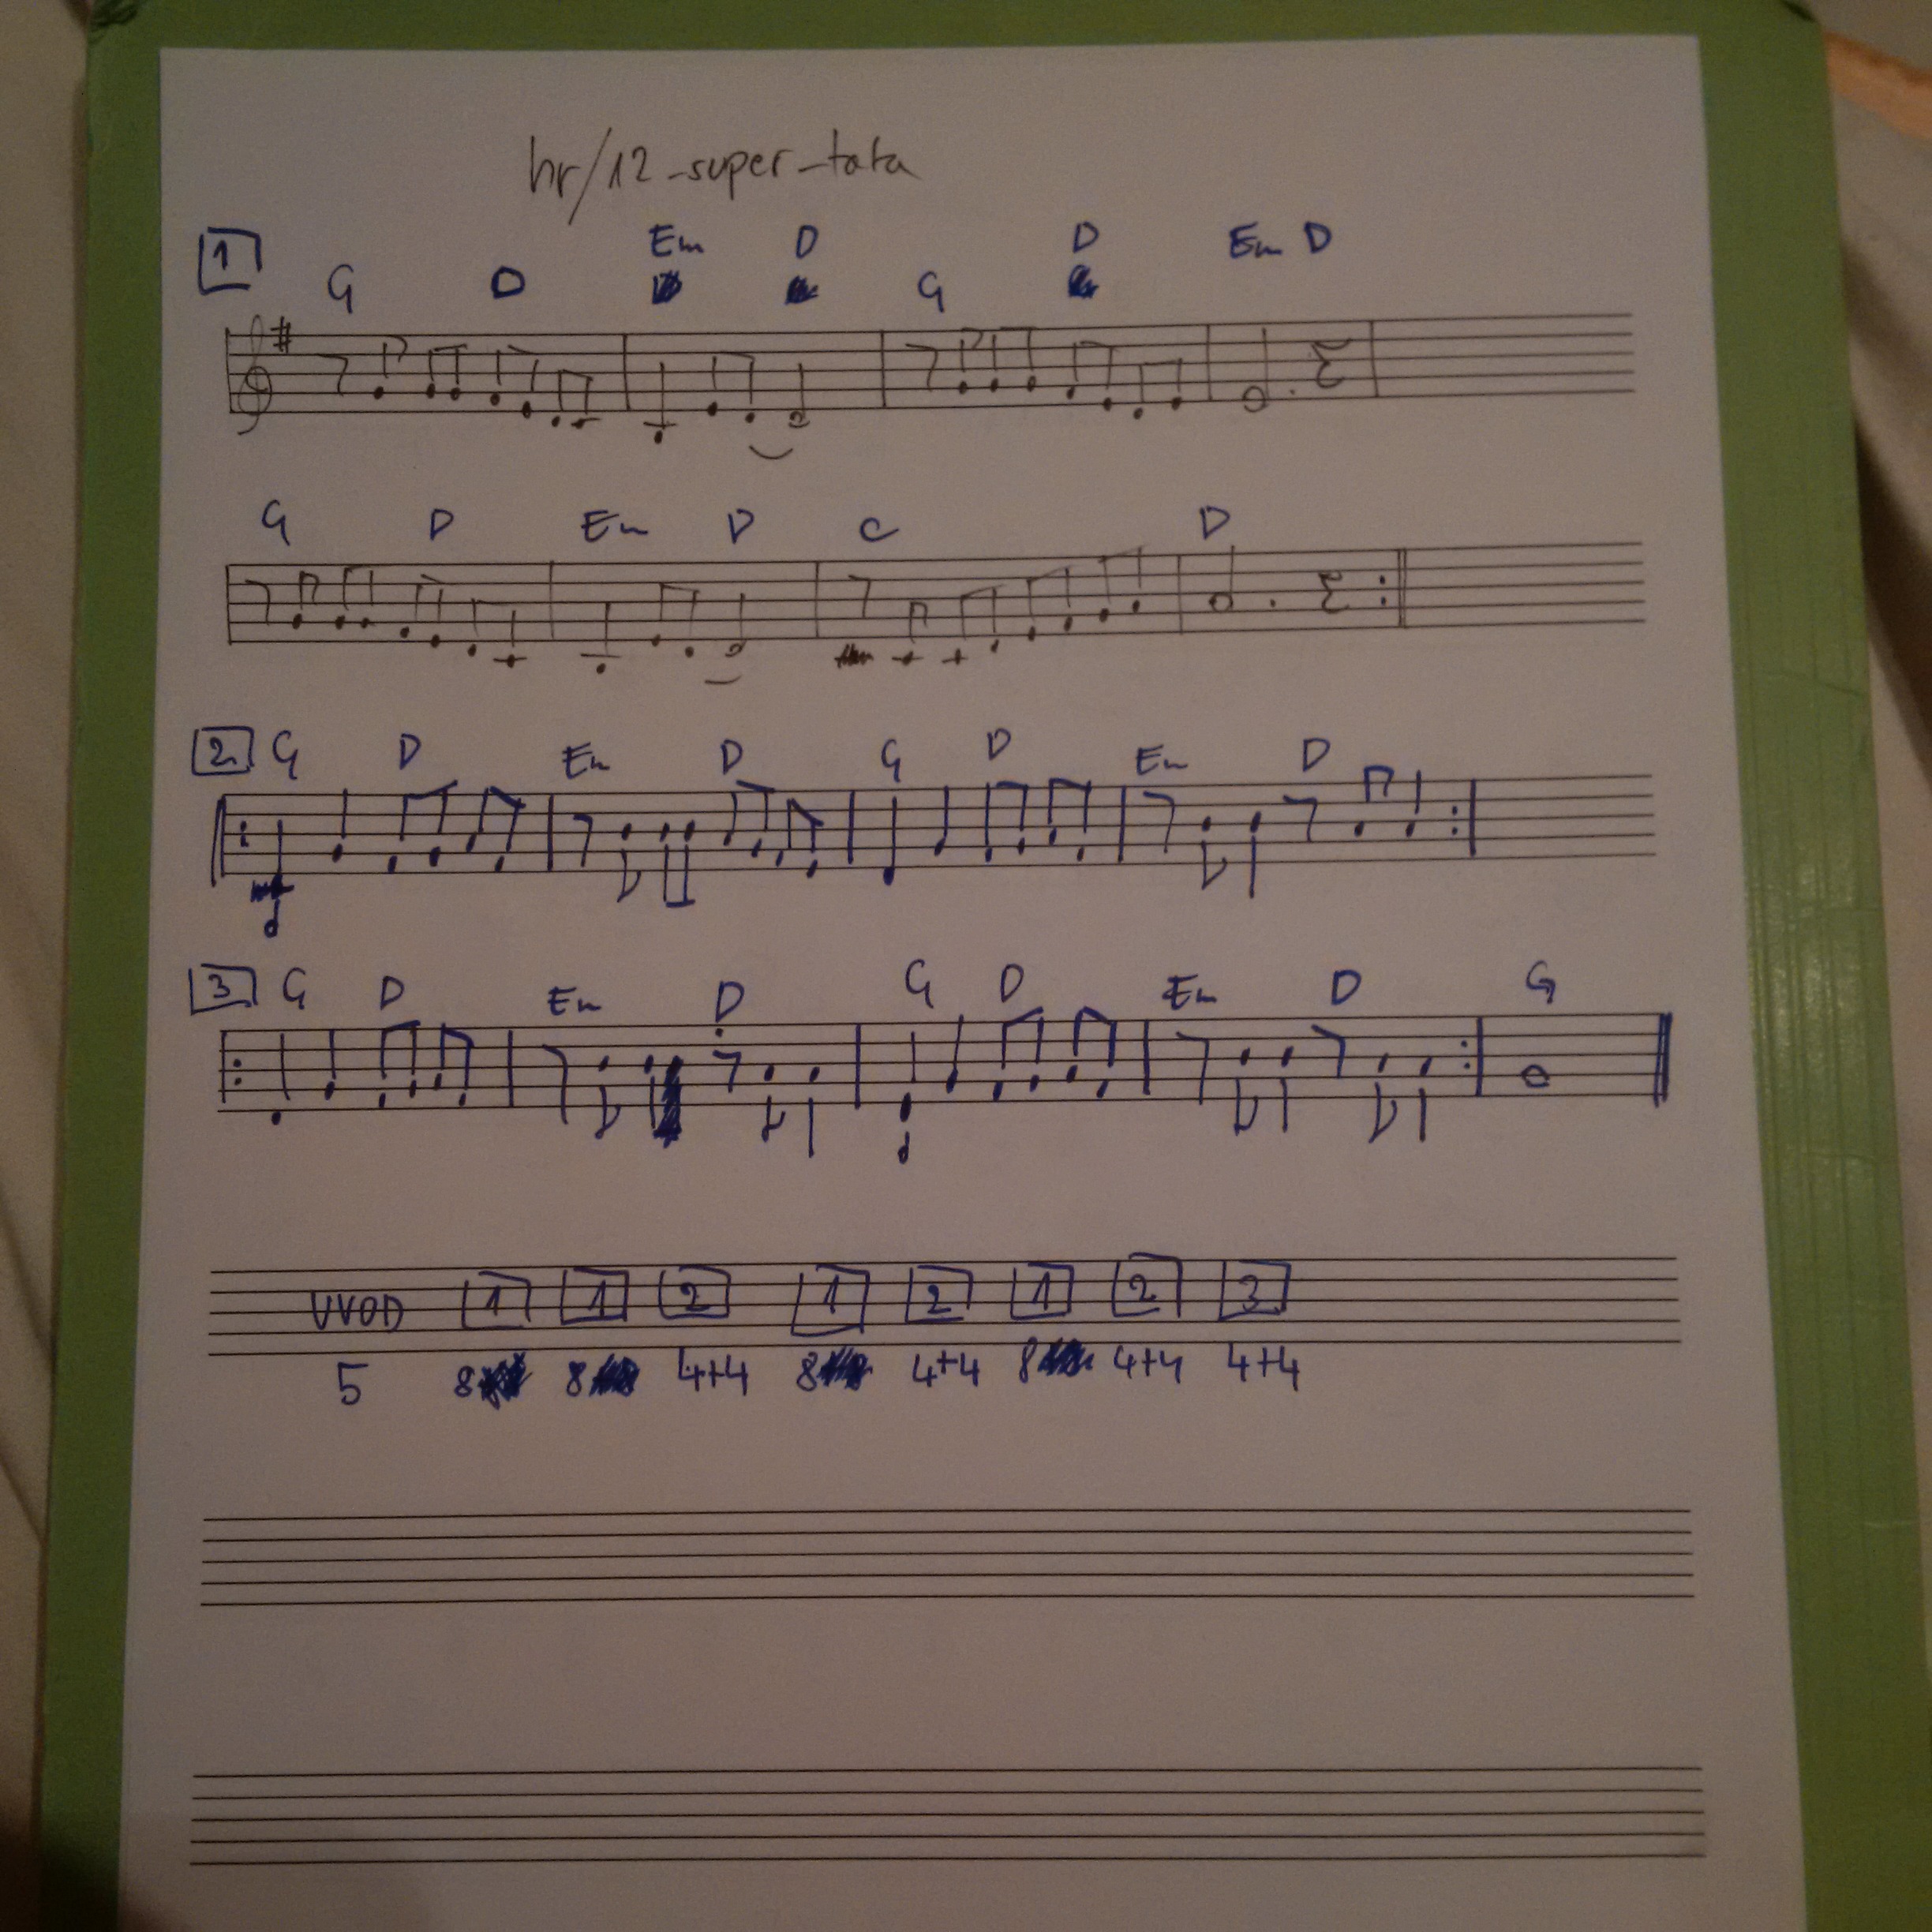 hr/12_super_tata
1
Em D D Em D
G D G
G D Em D C D
2 G D Em D G D Em D
3 G D Em D G D Em D G
UVOD 1 1 2 1 2 1 2 3
5 8 8 4+4 8 4+4 8 4+4 4+4